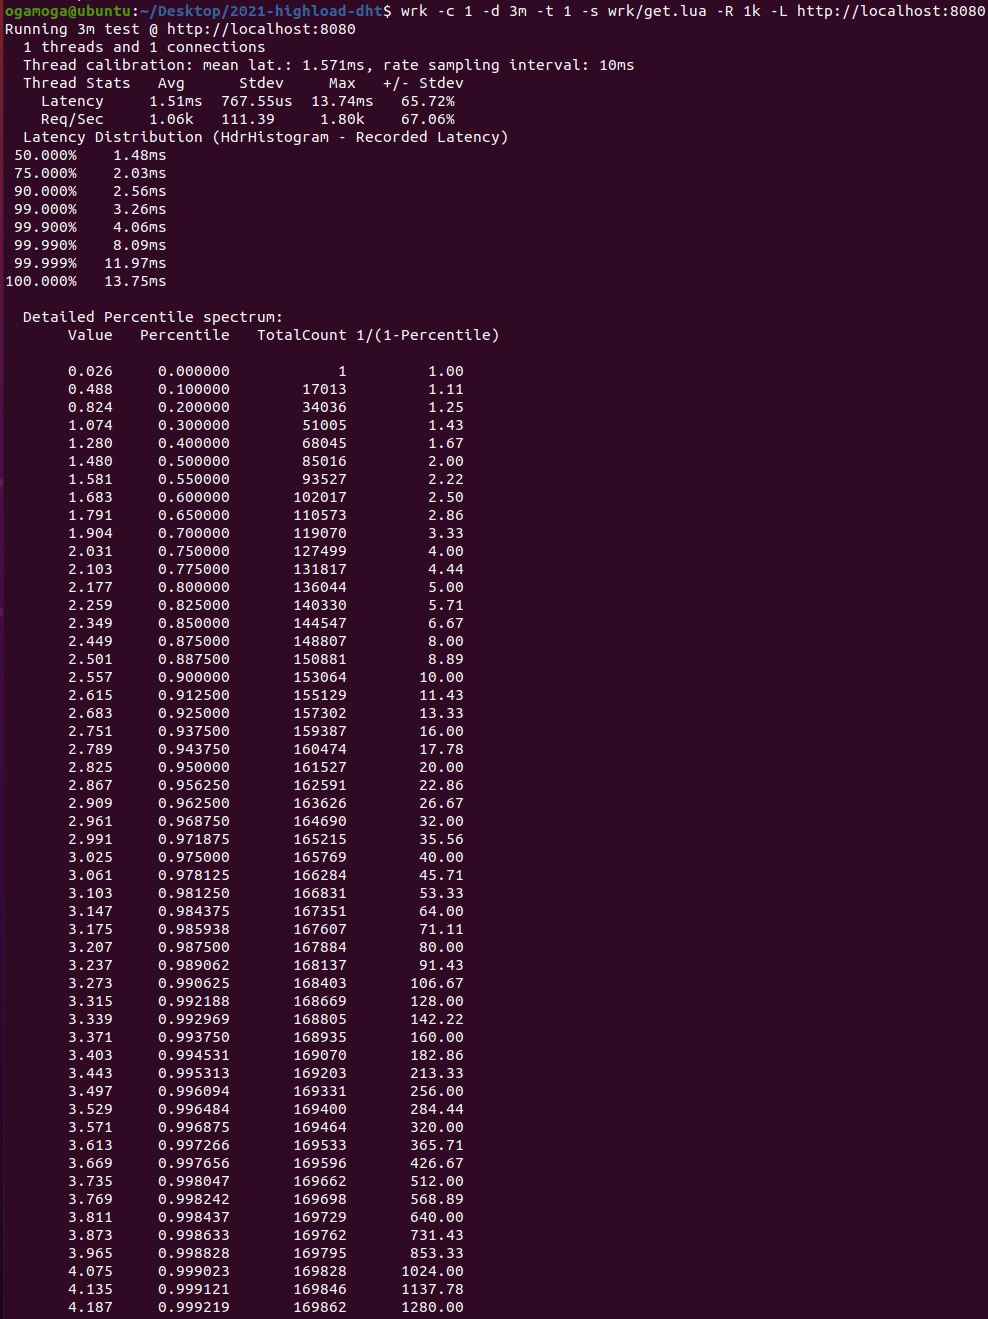 ogamoga@ubuntu:~/Desktop/2021-highload-dht$ wrk -c 1 -d 3m -t 1 -s wrk/get.lua -R 1k -L http://localhost:8080
Running 3m test @ http://localhost:8080
  1 threads and 1 connections
  Thread calibration: mean lat.: 1.571ms, rate sampling interval: 10ms
  Thread Stats   Avg      Stdev     Max   +/- Stdev
    Latency     1.51ms  767.55us  13.74ms   65.72%
    Req/Sec     1.06k   111.39     1.80k    67.06%
  Latency Distribution (HdrHistogram - Recorded Latency)
 50.000%    1.48ms
 75.000%    2.03ms
 90.000%    2.56ms
 99.000%    3.26ms
 99.900%    4.06ms
 99.990%    8.09ms
 99.999%   11.97ms
100.000%   13.75ms
  Detailed Percentile spectrum:
       Value   Percentile   TotalCount 1/(1-Percentile)
       0.026     0.000000            1         1.00
       0.488     0.100000        17013         1.11
       0.824     0.200000        34036         1.25
       1.074     0.300000        51005         1.43
       1.280     0.400000        68045         1.67
       1.480     0.500000        85016         2.00
       1.581     0.550000        93527         2.22
       1.683     0.600000       102017         2.50
       1.791     0.650000       110573         2.86
       1.904     0.700000       119070         3.33
       2.031     0.750000       127499         4.00
       2.103     0.775000       131817         4.44
       2.177     0.800000       136044         5.00
       2.259     0.825000       140330         5.71
       2.349     0.850000       144547         6.67
       2.449     0.875000       148807         8.00
       2.501     0.887500       150881         8.89
       2.557     0.900000       153064        10.00
       2.615     0.912500       155129        11.43
       2.683     0.925000       157302        13.33
       2.751     0.937500       159387        16.00
       2.789     0.943750       160474        17.78
       2.825     0.950000       161527        20.00
       2.867     0.956250       162591        22.86
       2.909     0.962500       163626        26.67
       2.961     0.968750       164690        32.00
       2.991     0.971875       165215        35.56
       3.025     0.975000       165769        40.00
       3.061     0.978125       166284        45.71
       3.103     0.981250       166831        53.33
       3.147     0.984375       167351        64.00
       3.175     0.985938       167607        71.11
       3.207     0.987500       167884        80.00
       3.237     0.989062       168137        91.43
       3.273     0.990625       168403       106.67
       3.315     0.992188       168669       128.00
       3.339     0.992969       168805       142.22
       3.371     0.993750       168935       160.00
       3.403     0.994531       169070       182.86
       3.443     0.995313       169203       213.33
       3.497     0.996094       169331       256.00
       3.529     0.996484       169400       284.44
       3.571     0.996875       169464       320.00
       3.613     0.997266       169533       365.71
       3.669     0.997656       169596       426.67
       3.735     0.998047       169662       512.00
       3.769     0.998242       169698       568.89
       3.811     0.998437       169729       640.00
       3.873     0.998633       169762       731.43
       3.965     0.998828       169795       853.33
       4.075     0.999023       169828      1024.00
       4.135     0.999121       169846      1137.78
       4.187     0.999219       169862      1280.00